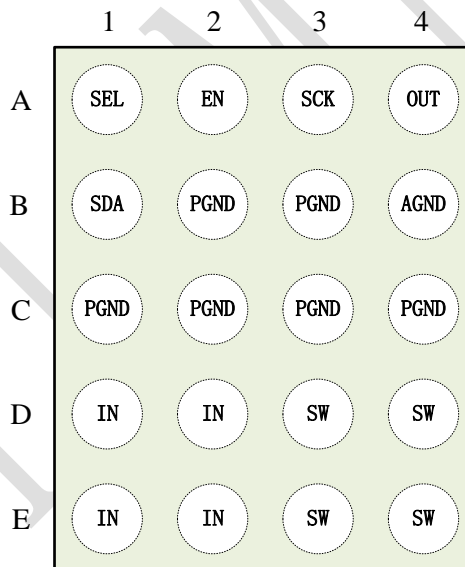 1 2 3 4
A SEL EN SCK OUT
B SDA PGND PGND AGND
C PGND PGND PGND PGND
D IN IN SW SW
E IN IN SW SW